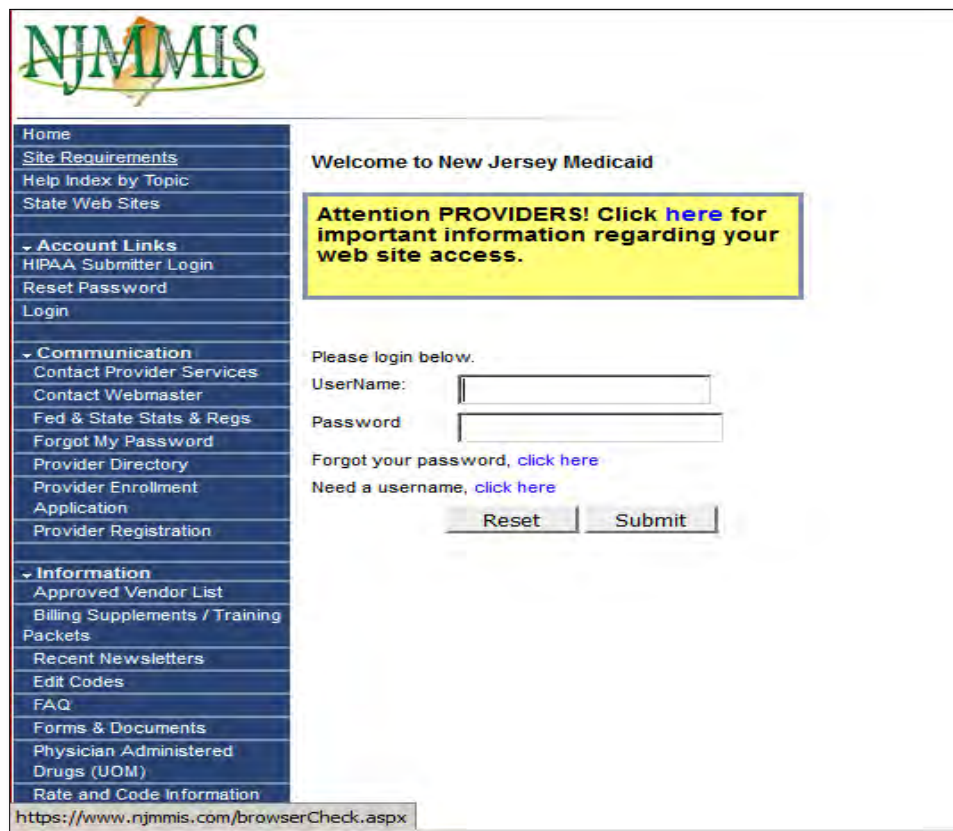 NJMMIS
Home
Site Requirements
Help Index by Topic
State Web Sites
Account Links
HIPAA Submitter Login
Reset Password
Login
Communication
Contact Provider Services
Contact Webmaster
Fed & State Stats & Regs
Forgot My Password
Provider Directory
Provider Enrollment
Application
Provider Registration
Information
Approved Vendor List
Billing Supplements / Training
Packets
Recent Newsletters
Edit Codes
FAQ
Forms & Documents
Physician Administered
Drugs (UOM)
Rate and Code Information
https://www.njmmis.com/browserCheck.aspx
Welcome to New Jersey Medicaid
Attention PROVIDERS! Click here for
important information regarding your
web site access.
Please login below.
UserName:
Password
Forgot your password, click here
Need a username, click here
Reset Submit